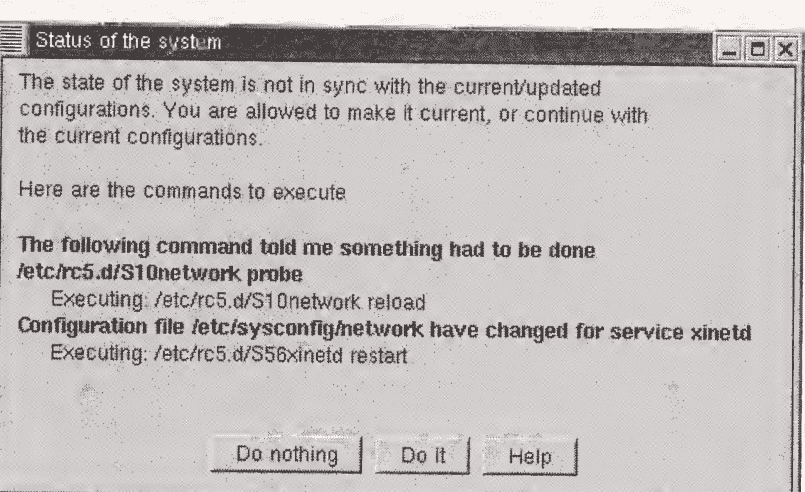 Status of the system
The state of the system is not in sync with the current/updated
configurations. You are allowed to make it current, or continue with
the current configurations.
Here are the commands to execute
The following command told me something had to be done
/etc/rc5.d/S10network probe
Executing: /etc/rc5.d/S10network reload
Configuration file /etc/sysconfig/network have changed for service xinetd
Executing: /etc/rc5.d/S56xinetd restart
Do nothing Do it Help